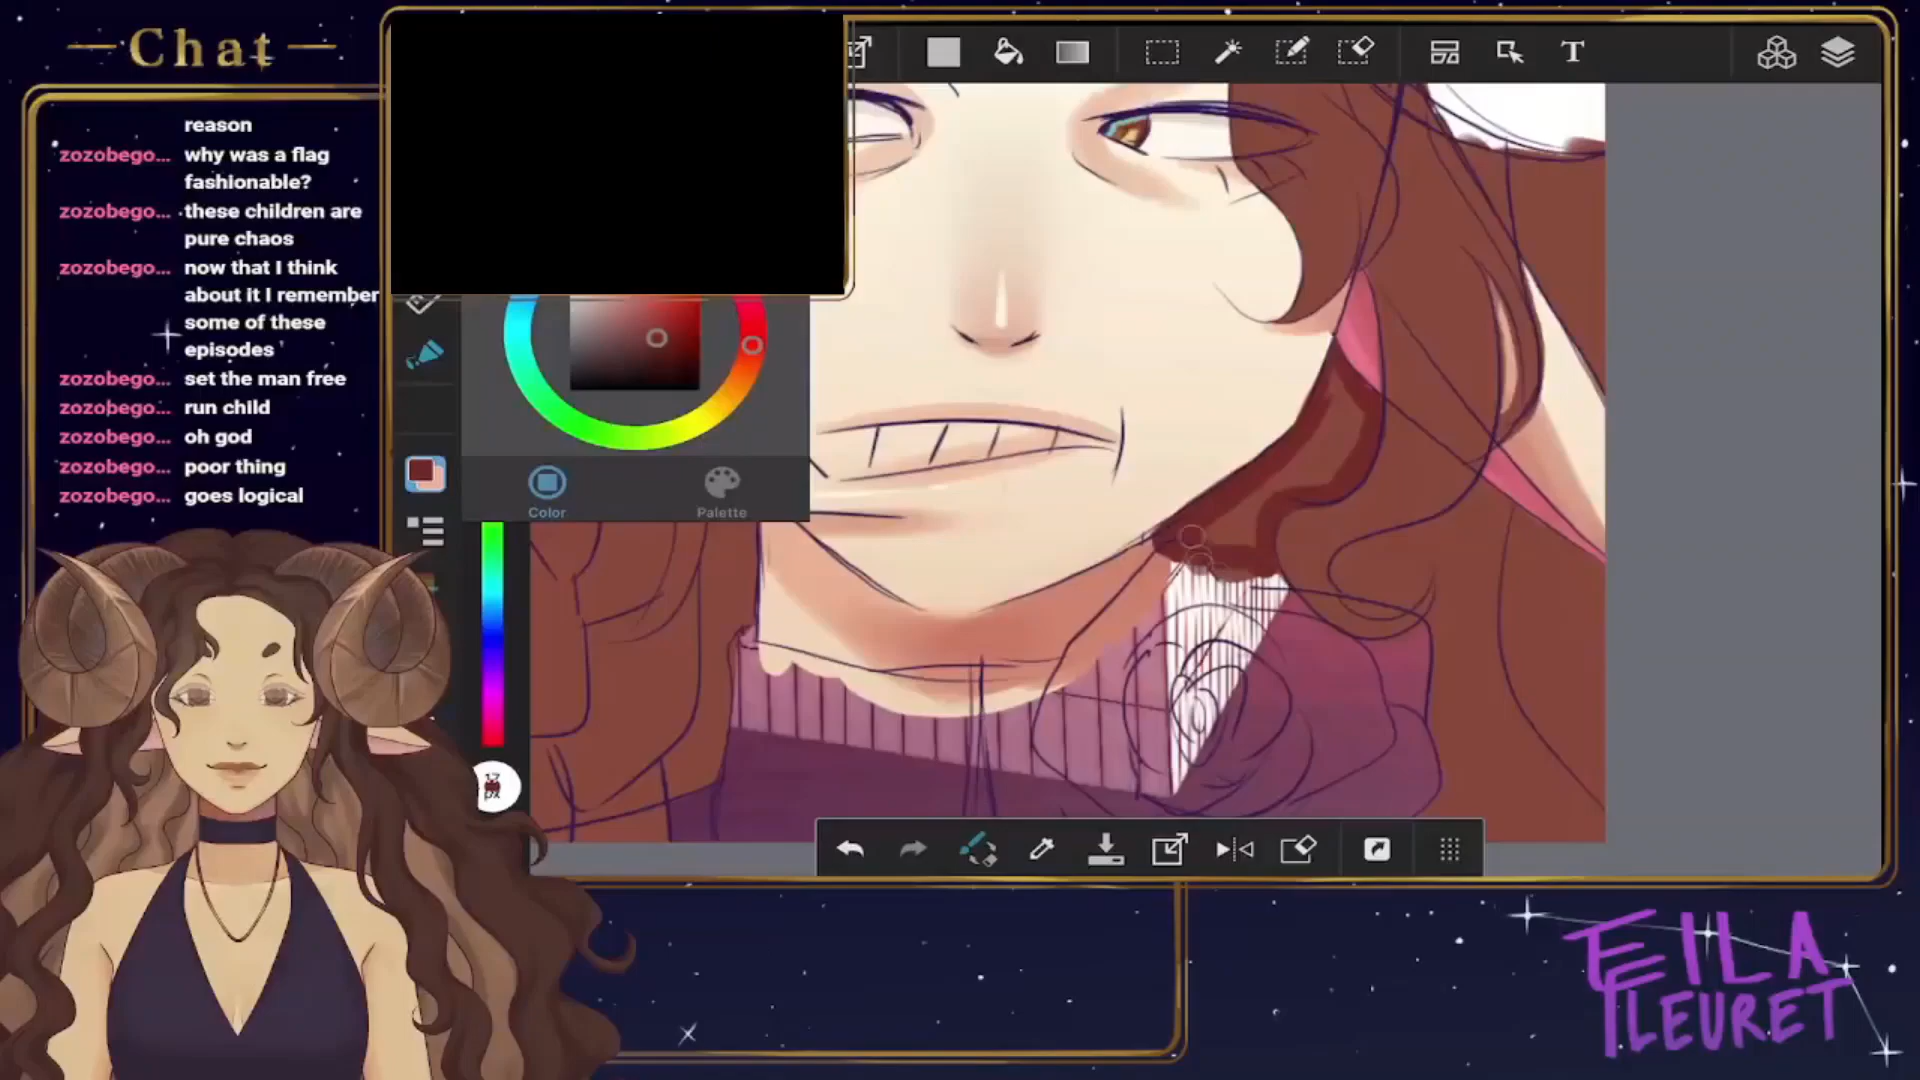 Chat
reason
zozobego... why was a flag
fashionable?
zozobego... these children are
pure chaos
zozobego... now that I think
about it I remember
some of these
episodes
zozobego... set the man free
zozobego... run child
zozobego... oh god
zozobego... poor thing
zozobego... goes logical
T
Color
Palette
EILA
FLEURET